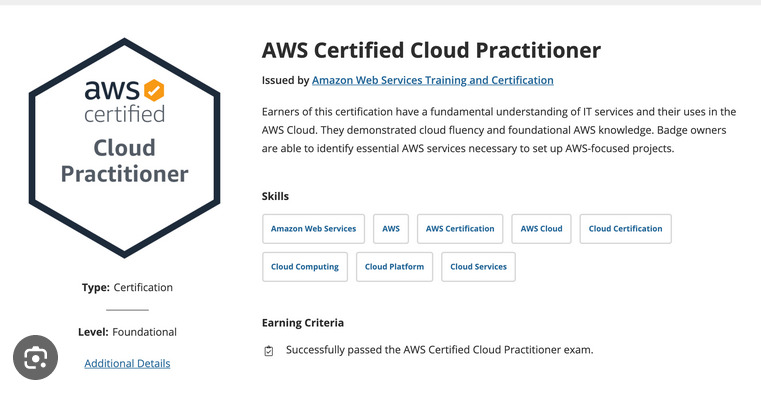 aws
certified
Cloud
Practitioner
Type: Certification
Level: Foundational
Additional Details
AWS Certified Cloud Practitioner
Issued by Amazon Web Services Training and Certification
Earners of this certification have a fundamental understanding of IT services and their uses in the
AWS Cloud. They demonstrated cloud fluency and foundational AWS knowledge. Badge owners
are able to identify essential AWS services necessary to set up AWS-focused projects.
Skills
Amazon Web Services AWS AWS Certification AWS Cloud Cloud Certification
Cloud Computing Cloud Platform Cloud Services
Earning Criteria
Successfully passed the AWS Certified Cloud Practitioner exam.